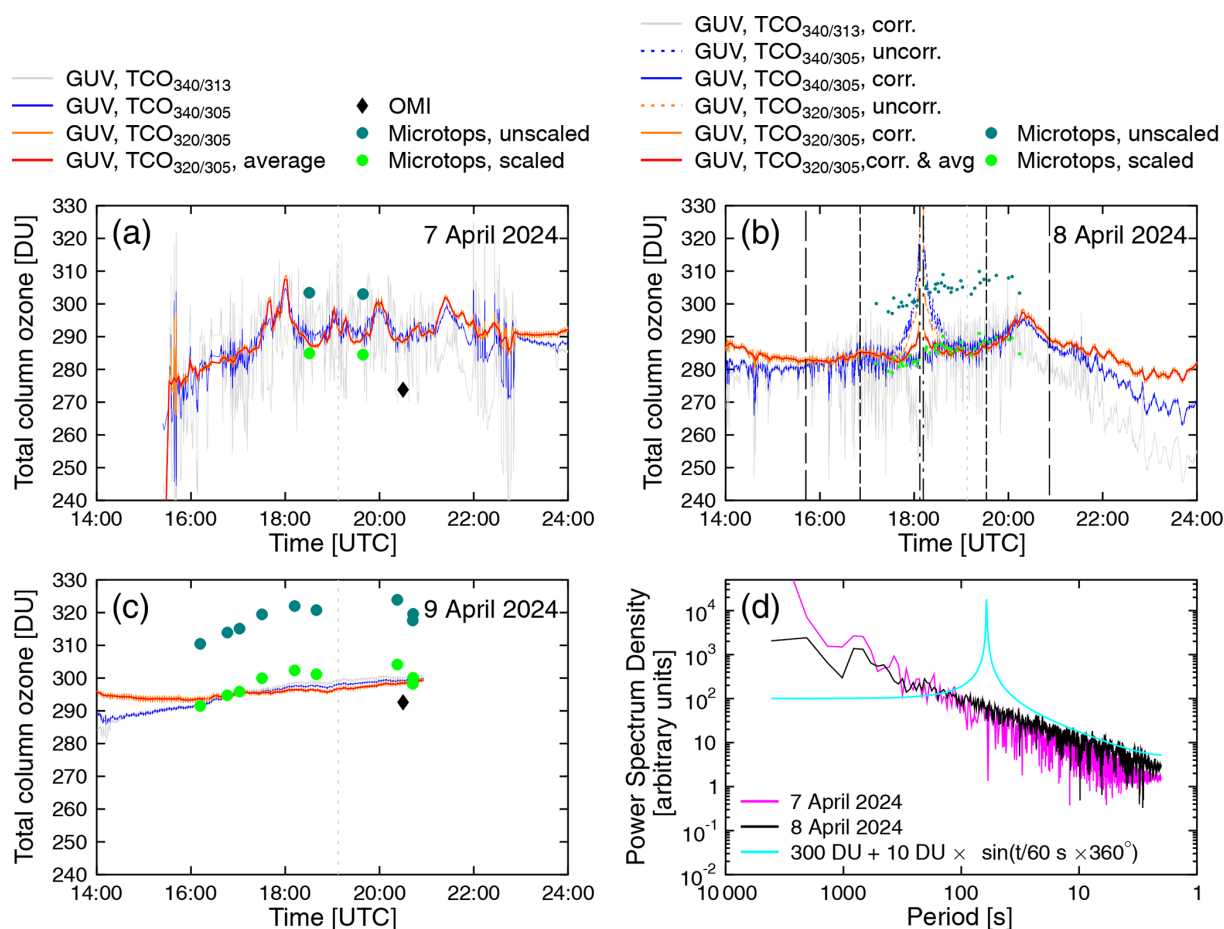 GUV, TCO340/313
GUV, TCO340/305
GUV, TCO320/305
GUV, TCO320/305, average
OMI
Microtops, unscaled
Microtops, scaled
GUV, TCO340/313, corr.
GUV, TCO340/305, uncorr.
GUV, TCO340/305, corr.
GUV, TCO320/305, uncorr.
GUV, TCO320/305, corr.
GUV, TCO320/305,corr. & avg
Microtops, unscaled
Microtops, scaled
(a)
7 April 2024
Total column ozone [DU]
330
320
310
300
290
280
270
260
250
240
14:00 16:00 18:00 20:00 22:00 24:00
Time [UTC]
(b)
8 April 2024
Total column ozone [DU]
330
320
310
300
290
280
270
260
250
240
14:00 16:00 18:00 20:00 22:00 24:00
Time [UTC]
(c)
9 April 2024
Total column ozone [DU]
330
320
310
300
290
280
270
260
250
240
14:00 16:00 18:00 20:00 22:00 24:00
Time [UTC]
(d)
Power Spectrum Density
[arbitrary units]
10^4
10^3
10^2
10
1
10^-1
10^-2
7 April 2024
8 April 2024
300 DU + 10 DU × sin(t/60 s ×360°)
10 000 1000 100 10 1
Period [s]